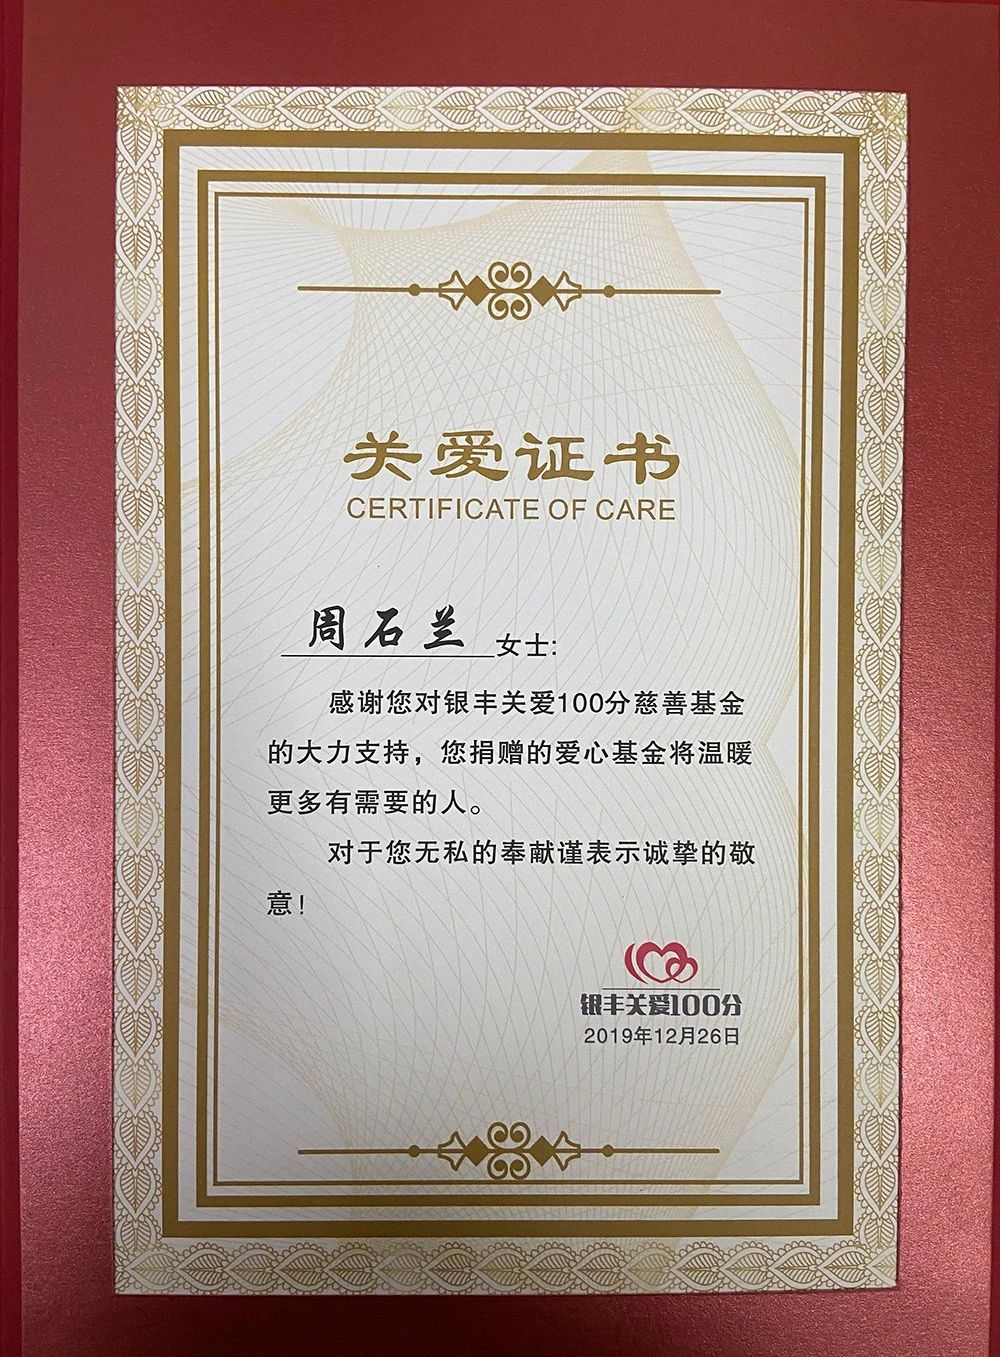 关爱证书
CERTIFICATE OF CARE
周石兰 女士:
感谢您对银丰关爱100分慈善基金
的大力支持，您捐赠的爱心基金将温暖
更多有需要的人。
对于您无私的奉献谨表示诚挚的敬
意！
银丰关爱100分
2019年12月26日